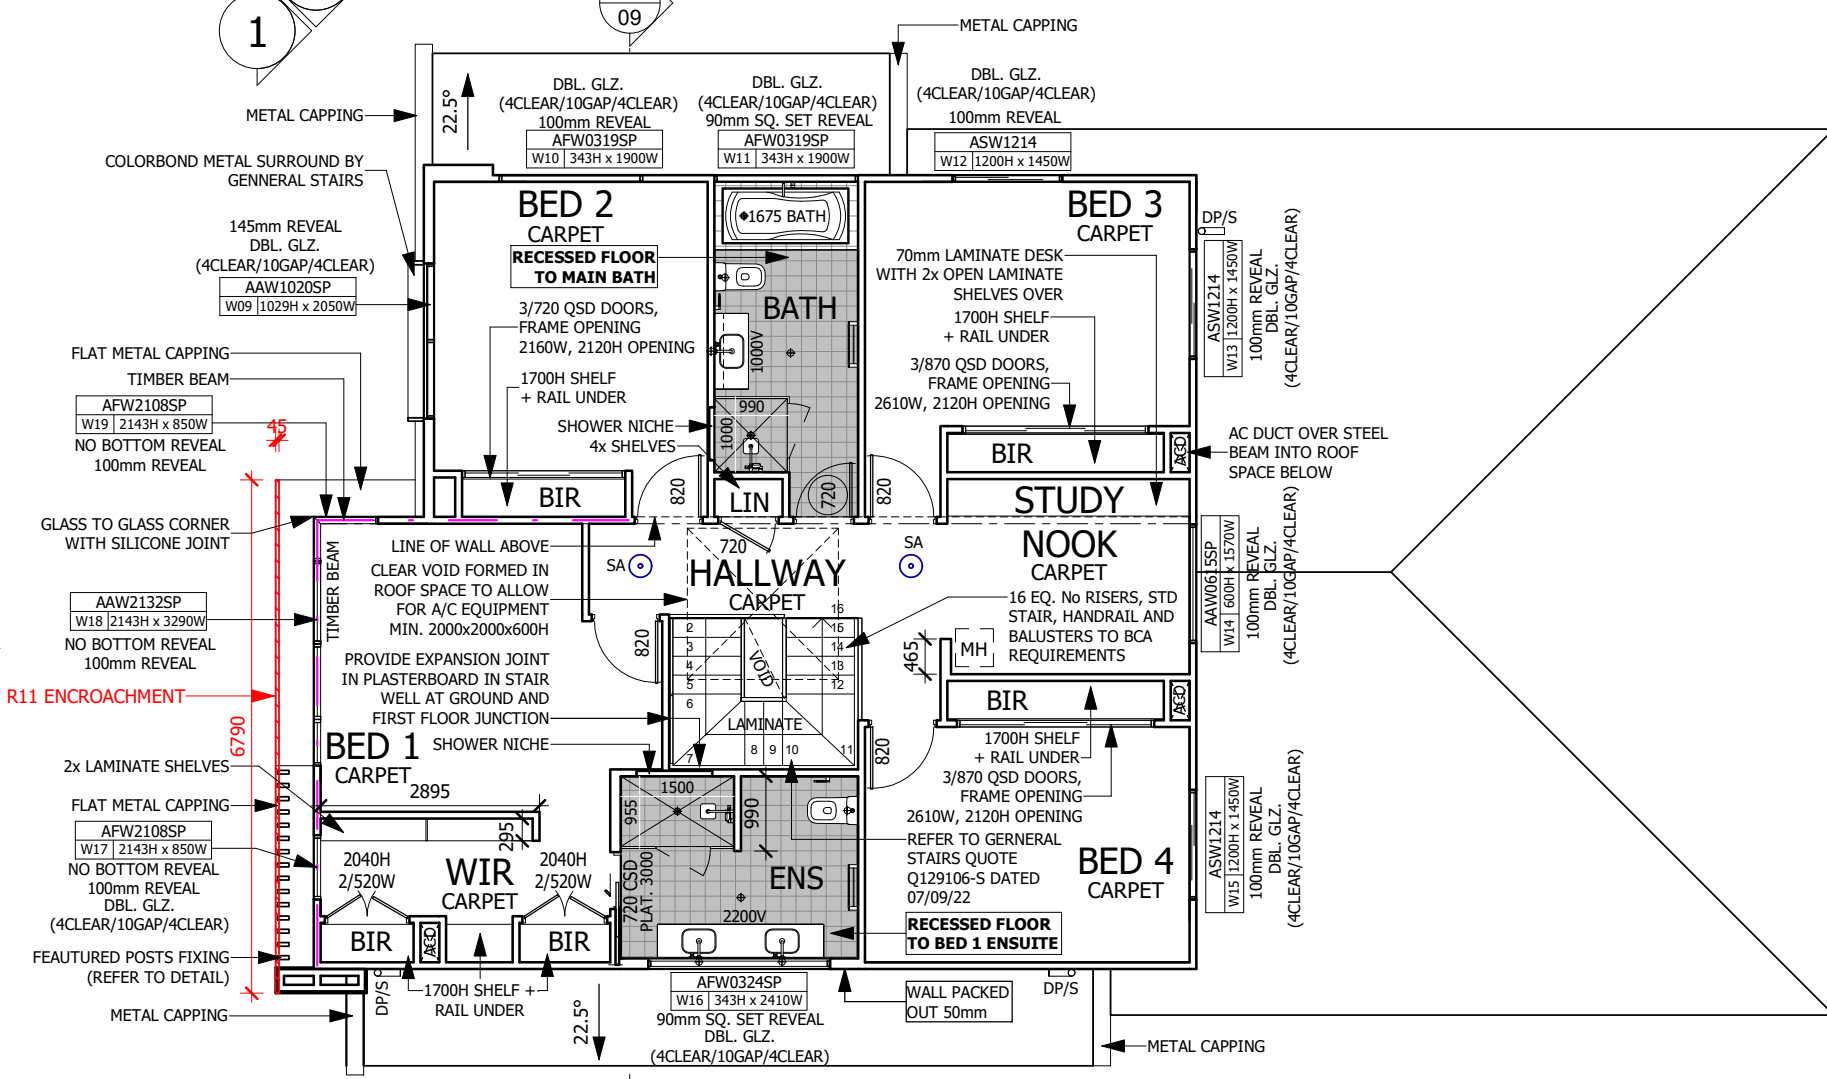 1
09
METAL CAPPING
DBL. GLZ.
(4CLEAR/10GAP/4CLEAR)
100mm REVEAL
AFW0319SP
W10 343H x 1900W
DBL. GLZ.
(4CLEAR/10GAP/4CLEAR)
90mm SQ. SET REVEAL
AFW0319SP
W11 343H x 1900W
DBL. GLZ.
(4CLEAR/10GAP/4CLEAR)
100mm REVEAL
ASW1214
W12 1200H x 1450W
22.5°
METAL CAPPING
COLORBOND METAL SURROUND BY
GENNERAL STAIRS
145mm REVEAL
DBL. GLZ.
(4CLEAR/10GAP/4CLEAR)
AAW1020SP
W09 1029H x 2050W
FLAT METAL CAPPING
TIMBER BEAM
AFW2108SP
W19 2143H x 850W
NO BOTTOM REVEAL
100mm REVEAL
45
GLASS TO GLASS CORNER
WITH SILICONE JOINT
BED 2
CARPET
RECESSED FLOOR
TO MAIN BATH
3/720 QSD DOORS,
FRAME OPENING
2160W, 2120H OPENING
1700H SHELF
+ RAIL UNDER
SHOWER NICHE
4x SHELVES
BIR
820
1675 BATH
BATH
1000V
990
1000
LIN
720
720
820
BED 3
CARPET
70mm LAMINATE DESK
WITH 2x OPEN LAMINATE
SHELVES OVER
1700H SHELF
+ RAIL UNDER
3/870 QSD DOORS,
FRAME OPENING
2610W, 2120H OPENING
BIR
ACD
DP/S
ASW1214
W13 1200H x 1450W
100mm REVEAL
DBL. GLZ.
(4CLEAR/10GAP/4CLEAR)
AC DUCT OVER STEEL
BEAM INTO ROOF
SPACE BELOW
STUDY
NOOK
CARPET
AAW0615SP
W14 600H x 1570W
100mm REVEAL
DBL. GLZ.
(4CLEAR/10GAP/4CLEAR)
LINE OF WALL ABOVE
CLEAR VOID FORMED IN
ROOF SPACE TO ALLOW
FOR A/C EQUIPMENT
MIN. 2000x2000x600H
PROVIDE EXPANSION JOINT
IN PLASTERBOARD IN STAIR
WELL AT GROUND AND
FIRST FLOOR JUNCTION
SHOWER NICHE
TIMBER BEAM
SA
SA
HALLWAY
CARPET
820
16 EQ. No RISERS, STD
STAIR, HANDRAIL AND
BALUSTERS TO BCA
REQUIREMENTS
465
MH
2
3
4
5
6
7
8
9
10
11
12
13
14
15
16
VOID
LAMINATE
AAW2132SP
W18 2143H x 3290W
NO BOTTOM REVEAL
100mm REVEAL
R11 ENCROACHMENT
6790
2x LAMINATE SHELVES
FLAT METAL CAPPING
AFW2108SP
W17 2143H x 850W
NO BOTTOM REVEAL
100mm REVEAL
DBL. GLZ.
(4CLEAR/10GAP/4CLEAR)
FEAUTURED POSTS FIXING
(REFER TO DETAIL)
METAL CAPPING
BED 1
CARPET
2895
295
2040H
2/520W
2040H
2/520W
WIR
CARPET
BIR
ACD
BIR
1700H SHELF +
RAIL UNDER
DP/S
1500
955
990
720 CSD
PLAT. 3000
ENS
2200V
BIR
ACD
820
1700H SHELF
+ RAIL UNDER
3/870 QSD DOORS,
FRAME OPENING
2610W, 2120H OPENING
REFER TO GERNERAL
STAIRS QUOTE
Q129106-S DATED
07/09/22
RECESSED FLOOR
TO BED 1 ENSUITE
BED 4
CARPET
ASW1214
W15 1200H x 1450W
100mm REVEAL
DBL. GLZ.
(4CLEAR/10GAP/4CLEAR)
AFW0324SP
W16 343H x 2410W
90mm SQ. SET REVEAL
DBL. GLZ.
(4CLEAR/10GAP/4CLEAR)
22.5°
WALL PACKED
OUT 50mm
DP/S
METAL CAPPING